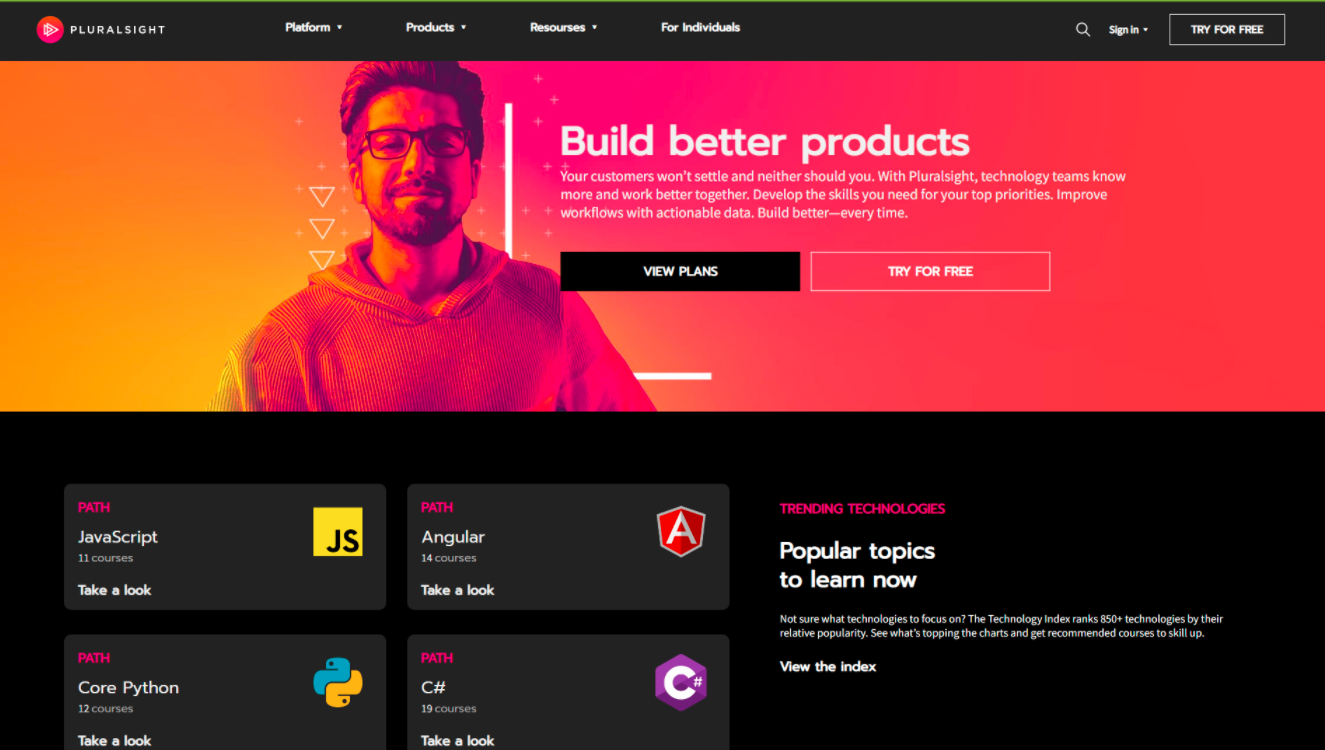 PLURALSIGHT
Platform
Products
Resourses
For Individuals
Sign in
TRY FOR FREE
Build better products
Your customers won't settle and neither should you. With Pluralsight, technology teams know
more and work better together. Develop the skills you need for your top priorities. Improve
workflows with actionable data. Build better—every time.
VIEW PLANS
TRY FOR FREE
PATH
JavaScript
11 courses
Take a look
JS
PATH
Angular
14 courses
Take a look
A
PATH
Core Python
12 courses
Take a look
PATH
C#
19 courses
Take a look
C#
TRENDING TECHNOLOGIES
Popular topics
to learn now
Not sure what technologies to focus on? The Technology Index ranks 850+ technologies by their
relative popularity. See what's topping the charts and get recommended courses to skill up.
View the index